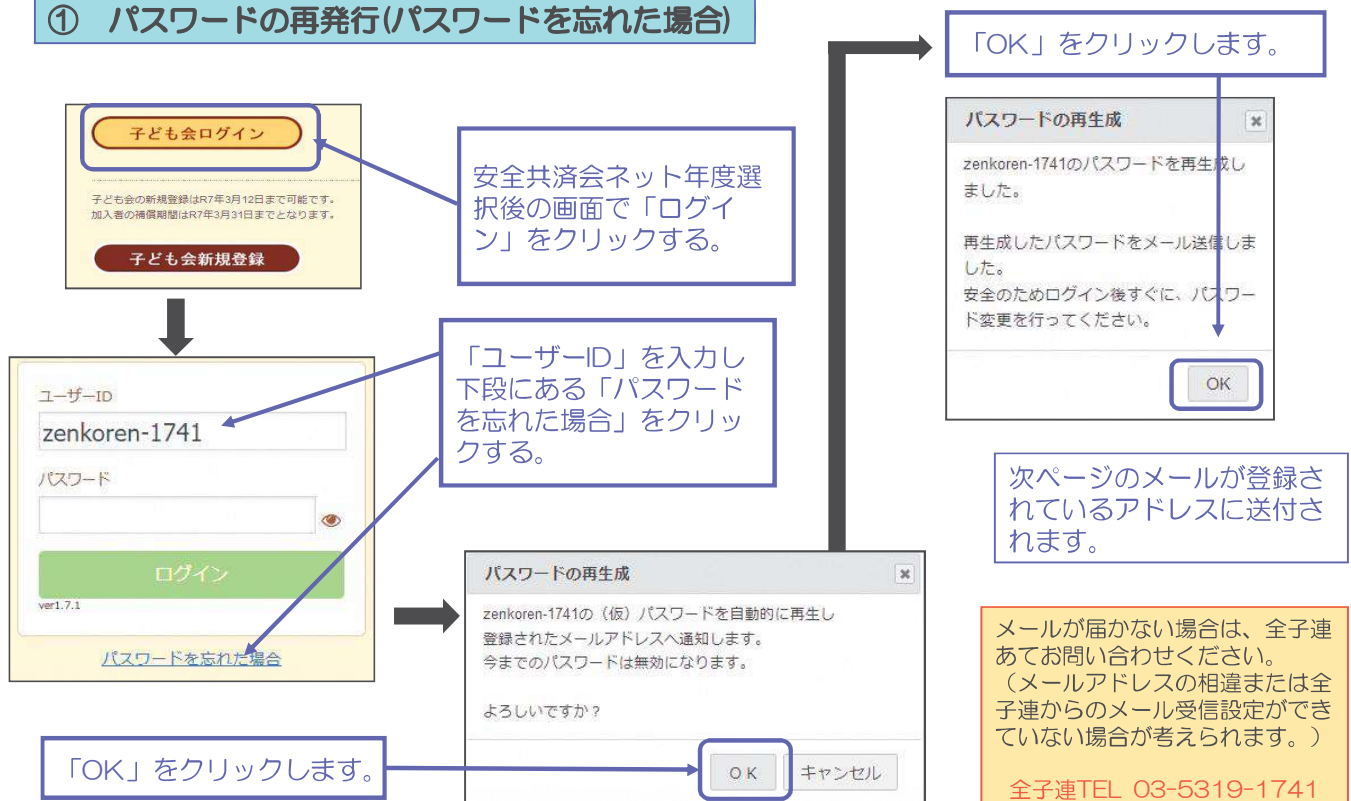 ① パスワードの再発行(パスワードを忘れた場合)
子ども会ログイン
子ども会の新規登録はR7年3月12日まで可能です。
加入者の補償期間はR7年3月31日までとなります。
子ども会新規登録
安全共済会ネット年度選
択後の画面で「ログイ
ン」をクリックする。
ユーザーID
zenkoren-1741
パスワード
ログイン
ver1.7.1
パスワードを忘れた場合
「ユーザーID」を入力し
下段にある「パスワード
を忘れた場合」をクリッ
クする。
パスワードの再生成
zenkoren-1741の（仮）パスワードを自動的に再生し
登録されたメールアドレスへ通知します。
今までのパスワードは無効になります。
よろしいですか？
OK
キャンセル
「OK」をクリックします。
「OK」をクリックします。
パスワードの再生成
zenkoren-1741のパスワードを再生成し
ました。
再生成したパスワードをメール送信しま
した。
安全のためログイン後すぐに、パスワー
ド変更を行ってください。
OK
次ページのメールが登録さ
れているアドレスに送付さ
れます。
メールが届かない場合は、全子連
あてお問い合わせください。
（メールアドレスの相違または全
子連からのメール受信設定ができ
ていない場合が考えられます。）
全子連TEL 03-5319-1741